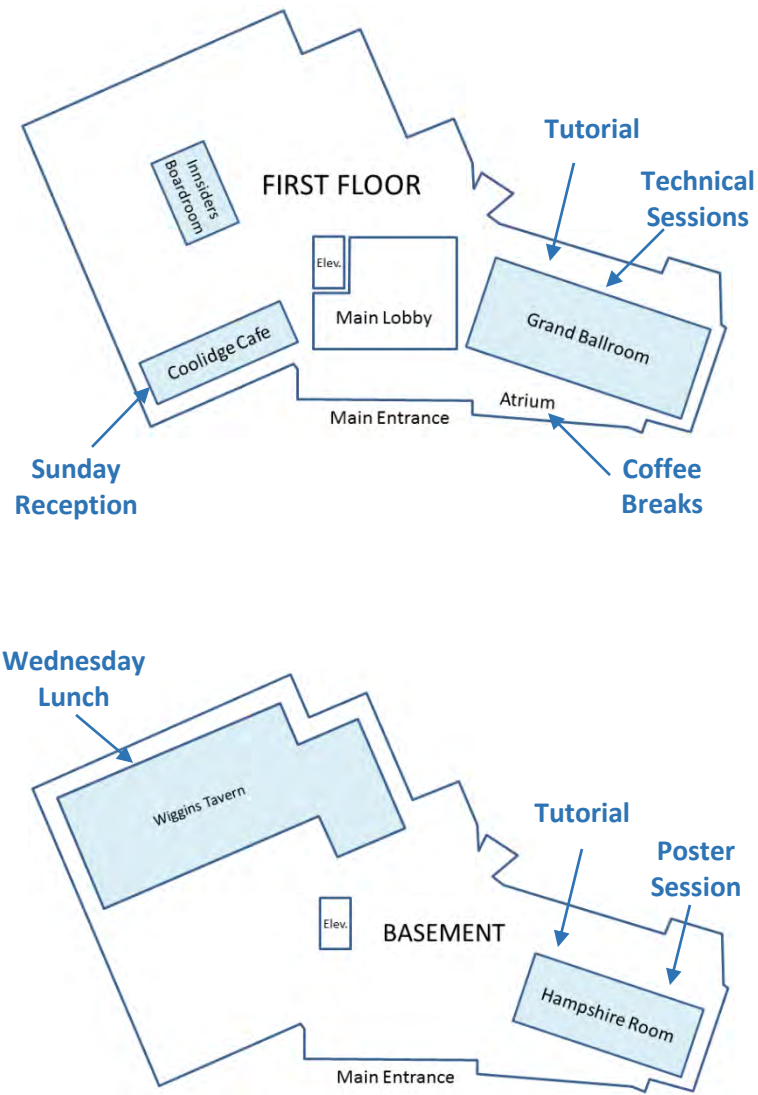 Tutorial
Technical
Sessions
Innsiders
Boardroom
FIRST FLOOR
Elev.
Main Lobby
Grand Ballroom
Coolidge Cafe
Atrium
Main Entrance
Sunday
Reception
Coffee
Breaks
Wednesday
Lunch
Wiggins Tavern
Tutorial
Poster
Session
Elev.
BASEMENT
Hampshire Room
Main Entrance